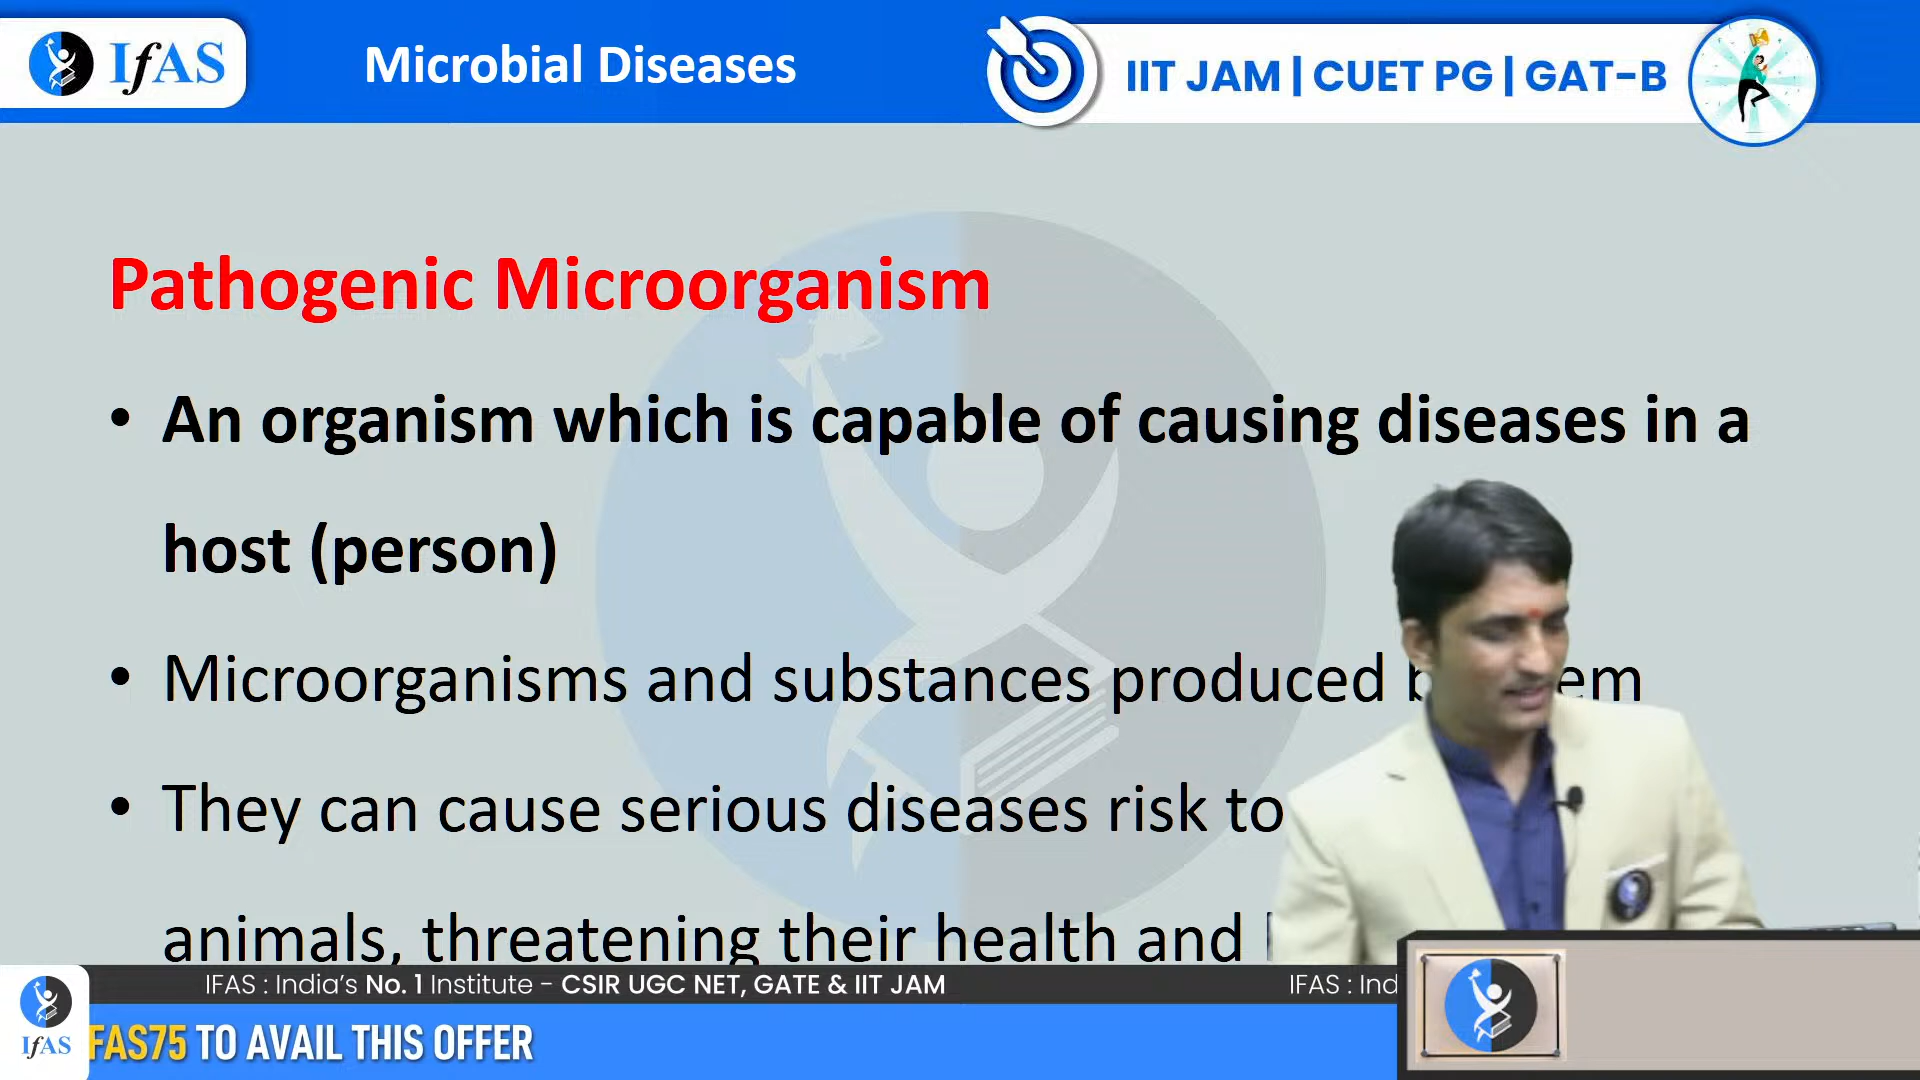 IfAS
Microbial Diseases
IIT JAM | CUET PG | GAT-B
Pathogenic Microorganism
• An organism which is capable of causing diseases in a
host (person)
• Microorganisms and substances produced
• They can cause serious diseases risk to
animals, threatening their health and
IFAS : India's No. 1 Institute - CSIR UGC NET, GATE & IIT JAM
IFAS : Ind
IfAS
FAS75 TO AVAIL THIS OFFER